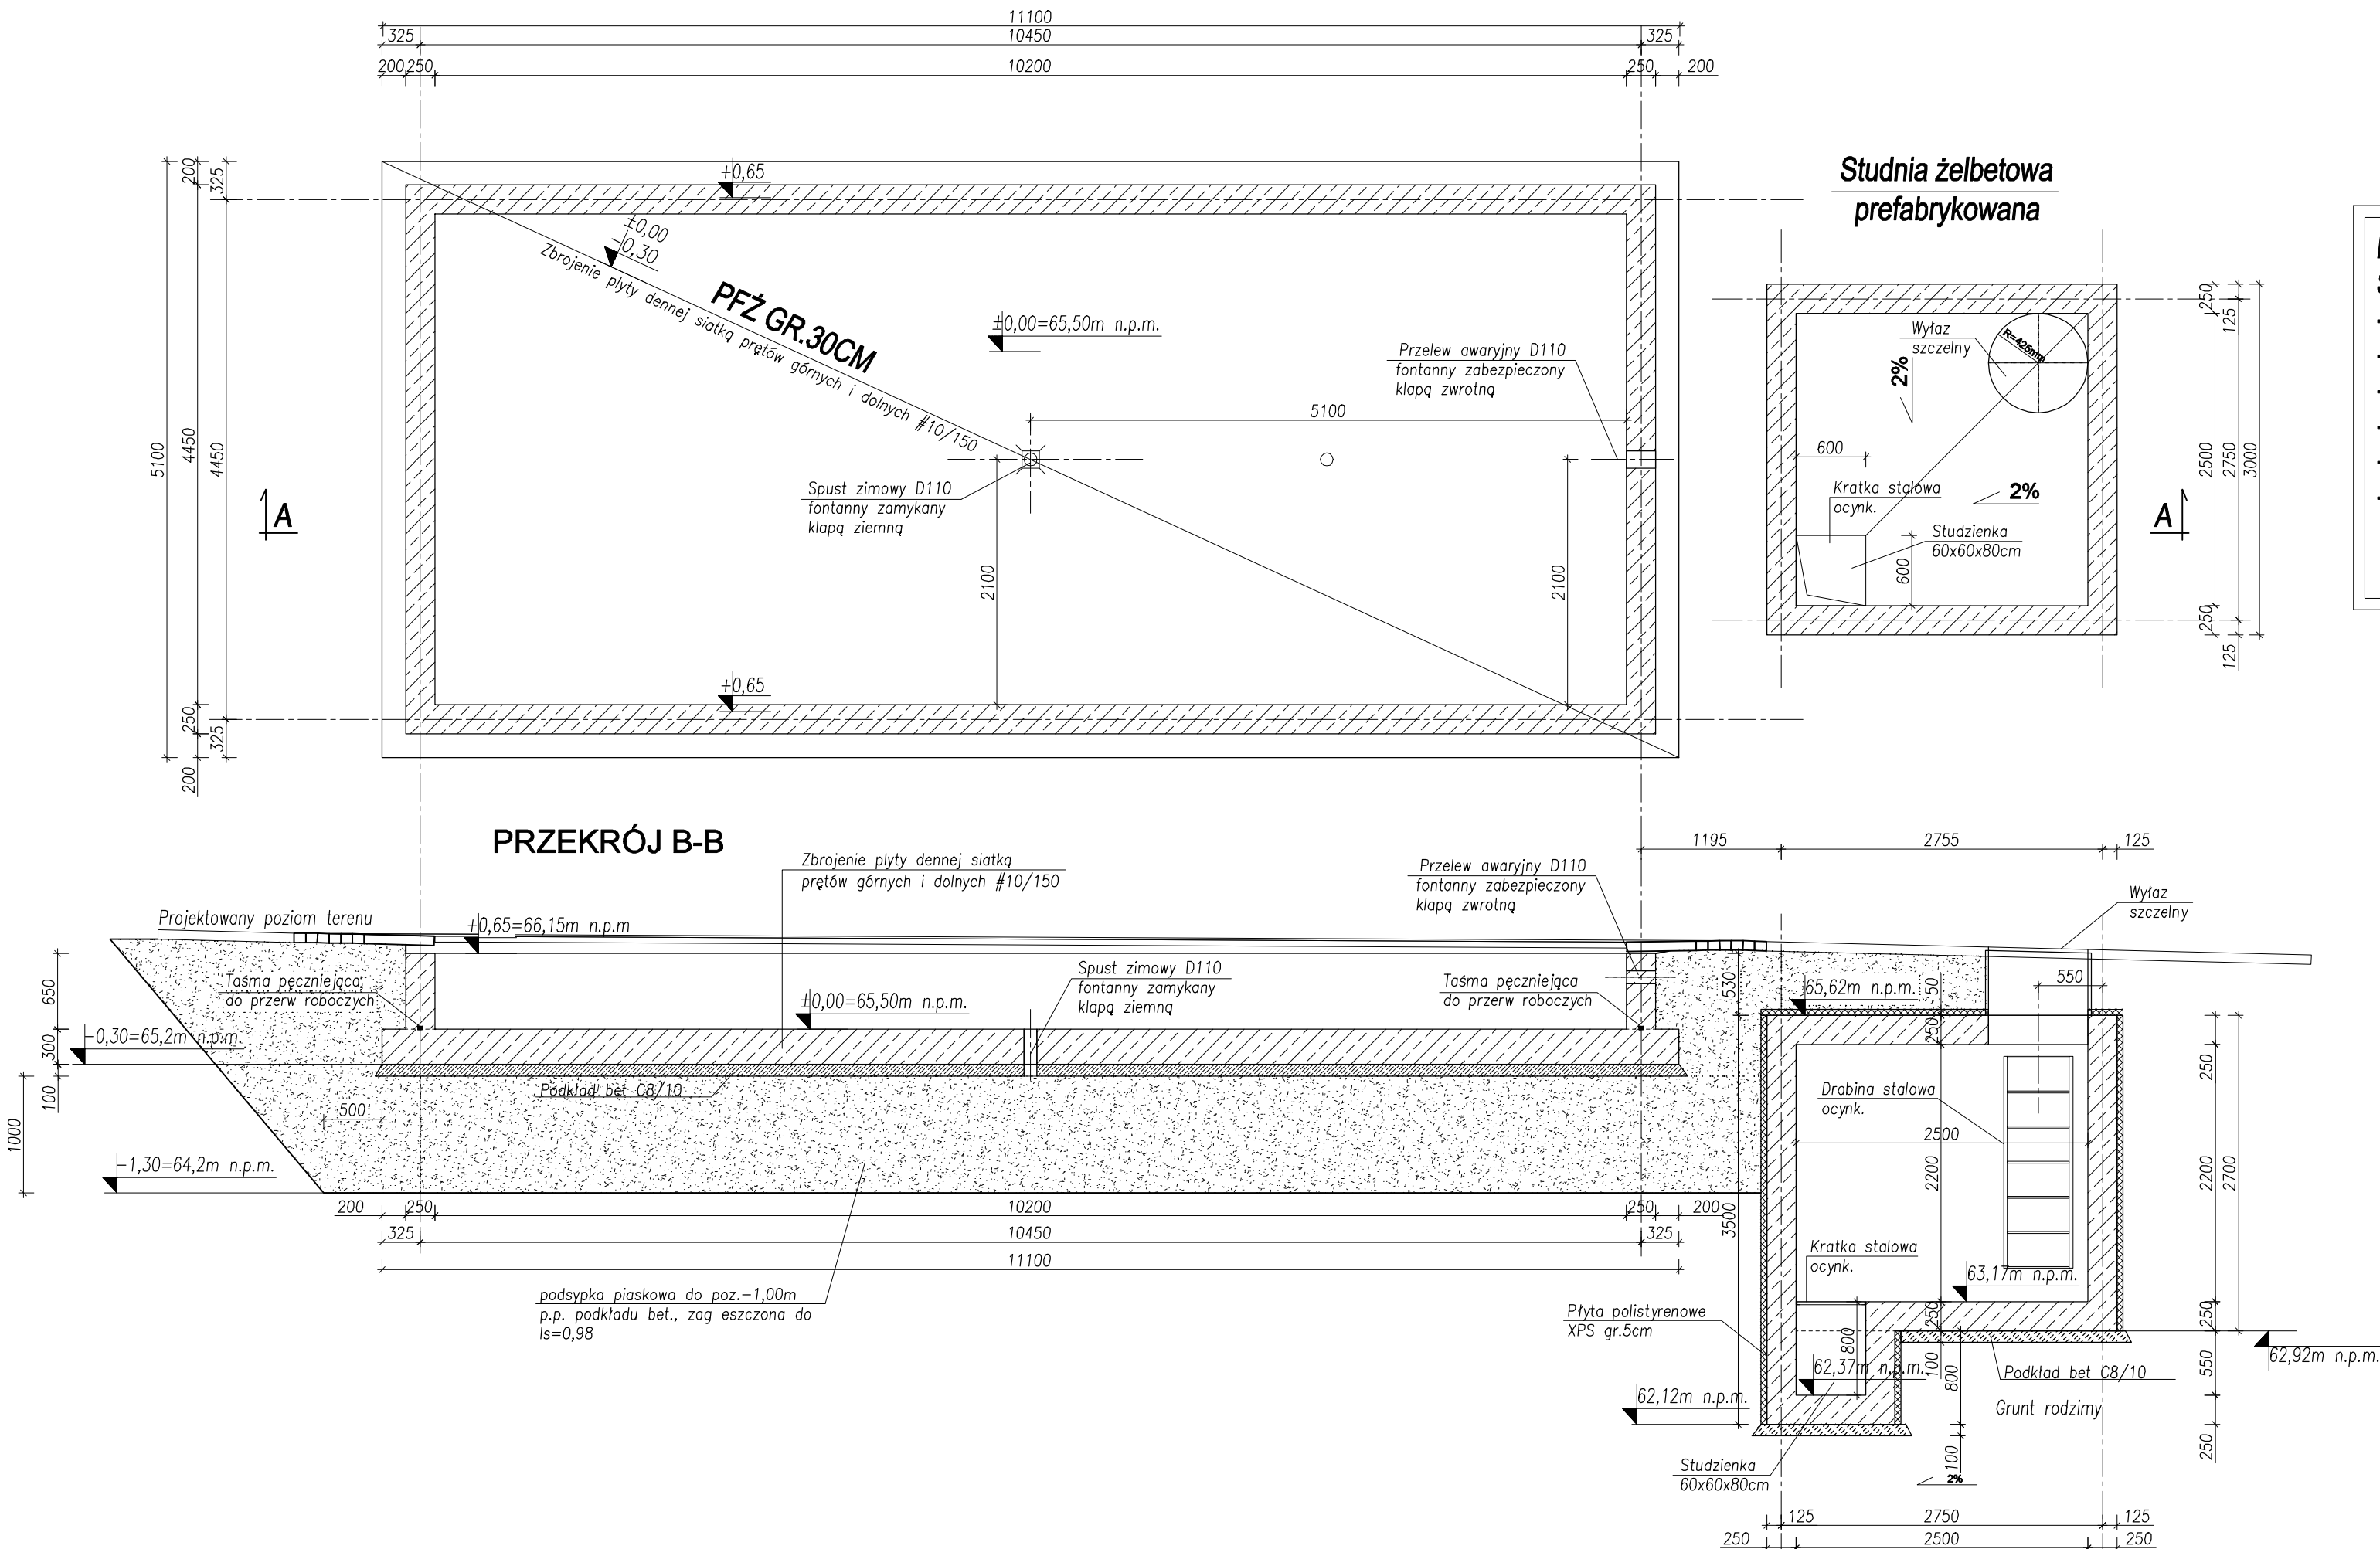 11100
325
10450
325
200
250
10200
250
200
+0,65
±0,00
-0,30
Zbrojenie plyty dennej siatką prętów górnych i dolnych #10/150
PFŻ GR.30CM
±0,00=65,50m n.p.m.
Przelew awaryjny D110
fontanny zabezpieczony
klapą zwrotną
5100
Spust zimowy D110
fontanny zamykany
klapą ziemną
2100
2100
+0,65
200
325
5100
4450
4450
250
325
200
A
Studnia żelbetowa
prefabrykowana
Wyłaz
szczelny
R=425mm
2%
600
Kratka stalowa
ocynk.
2%
Studzienka
60x60x80cm
600
A
250
125
2500
2750
3000
250
125
PRZEKRÓJ B-B
Zbrojenie plyty dennej siatką
prętów górnych i dolnych #10/150
Przelew awaryjny D110
fontanny zabezpieczony
klapą zwrotną
1195
2755
125
Wyłaz
szczelny
Projektowany poziom terenu
+0,65=66,15m n.p.m
Taśma pęczniejąca
do przerw roboczych
±0,00=65,50m n.p.m.
Spust zimowy D110
fontanny zamykany
klapą ziemną
Taśma pęczniejąca
do przerw roboczych
530
65,62m n.p.m.
750
550
650
300
100
1000
-0,30=65,2m n.p.m.
Podkład bet C8/10
500
-1,30=64,2m n.p.m.
250
Drabina stalowa
ocynk.
2500
2200
250
2200
2700
200
250
10200
250
200
3500
325
10450
325
11100
Kratka stalowa
ocynk.
63,17m n.p.m.
podsypka piaskowa do poz.-1,00m
p.p. podkładu bet., zag eszczona do
Is=0,98
Płyta polistyrenowe
XPS gr.5cm
250
250
800
62,37m n.p.m.
100
800
Podkład bet C8/10
550
62,92m n.p.m.
62,12m n.p.m.
Grunt rodzimy
250
100
Studzienka
60x60x80cm
2%
125
2750
125
250
2500
250